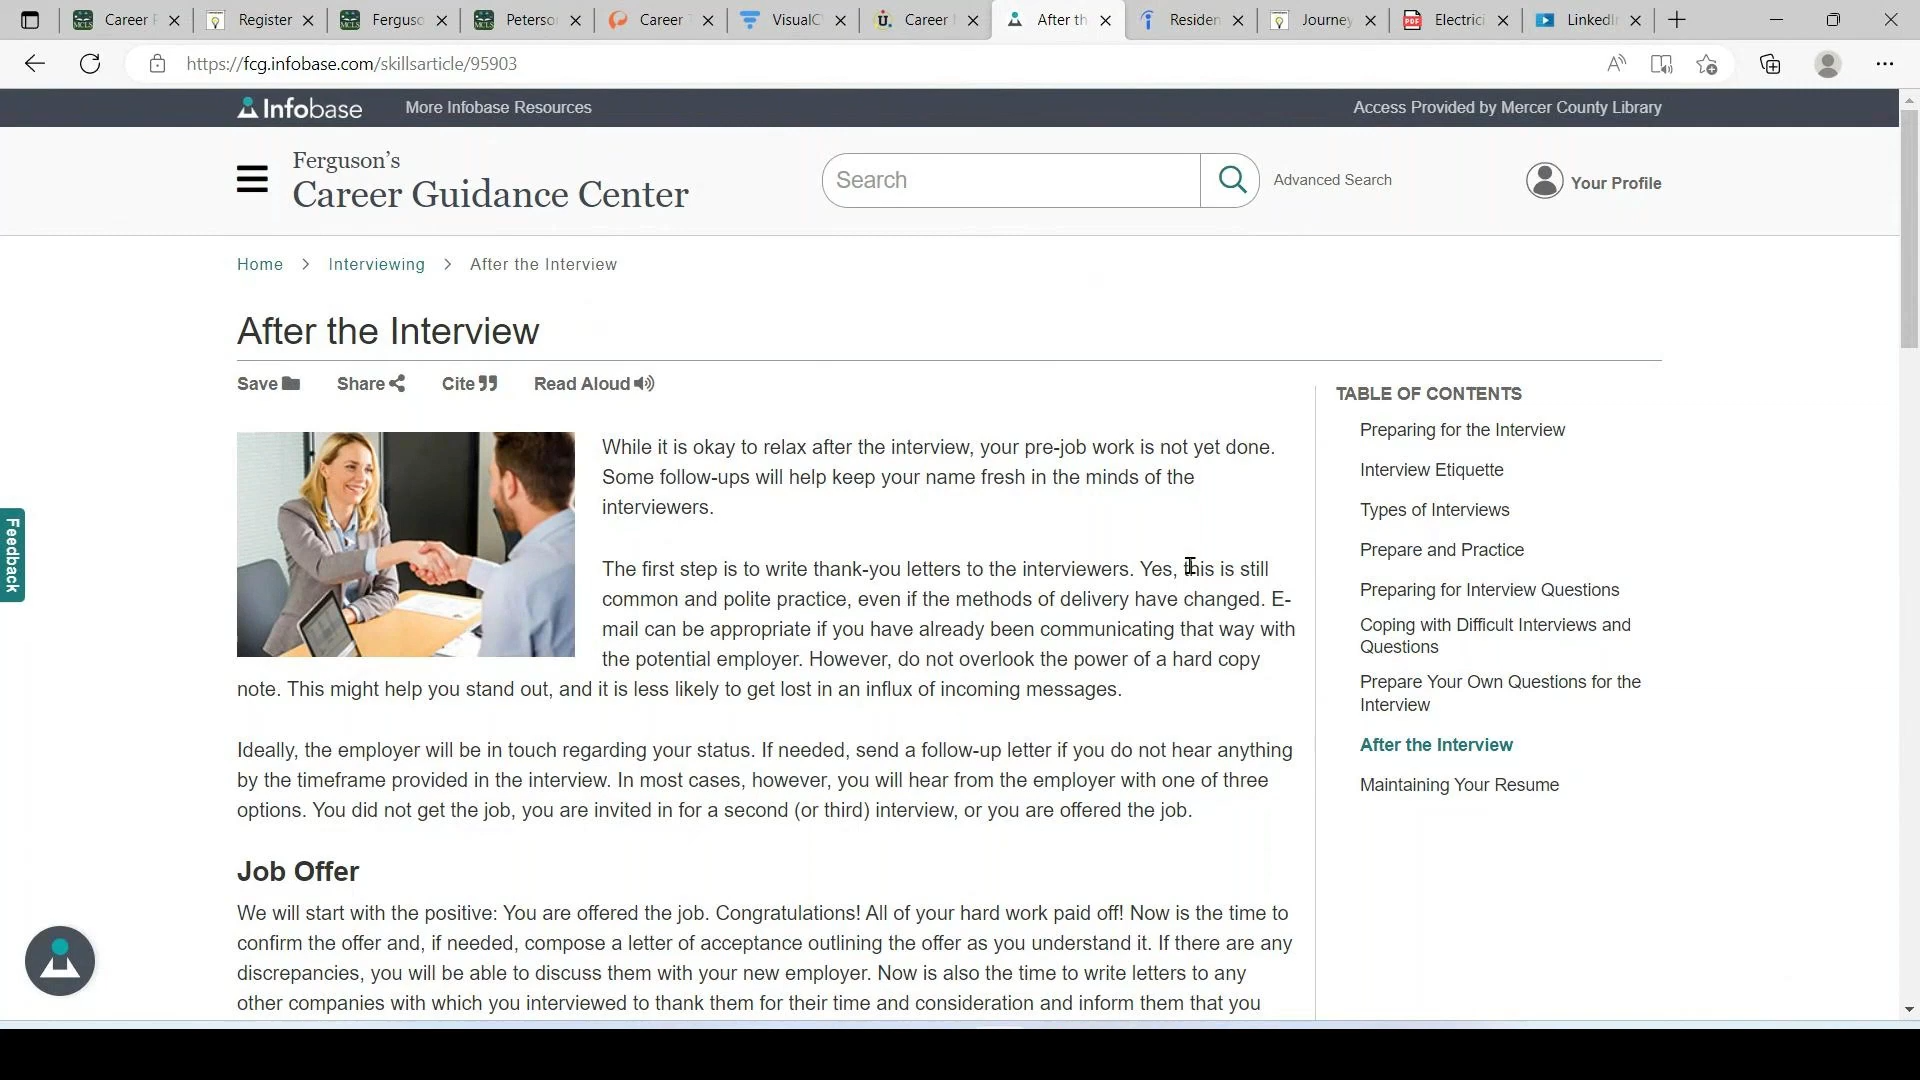 Career
Register
Ferguso
Peterso
Career
Visual
Career
After th
Residen
Journey
Electrici
LinkedI
https://fcg.infobase.com/skillsarticle/95903
Infobase
More Infobase Resources
Access Provided by Mercer County Library
Ferguson's
Career Guidance Center
Search
Advanced Search
Your Profile
Home > Interviewing > After the Interview
After the Interview
Save
Share
Cite
Read Aloud
While it is okay to relax after the interview, your pre-job work is not yet done.
Some follow-ups will help keep your name fresh in the minds of the
interviewers.
The first step is to write thank-you letters to the interviewers. Yes, this is still
common and polite practice, even if the methods of delivery have changed. E-
mail can be appropriate if you have already been communicating that way with
the potential employer. However, do not overlook the power of a hard copy
note. This might help you stand out, and it is less likely to get lost in an influx of incoming messages.
Ideally, the employer will be in touch regarding your status. If needed, send a follow-up letter if you do not hear anything
by the timeframe provided in the interview. In most cases, however, you will hear from the employer with one of three
options. You did not get the job, you are invited in for a second (or third) interview, or you are offered the job.
Job Offer
We will start with the positive: You are offered the job. Congratulations! All of your hard work paid off! Now is the time to
confirm the offer and, if needed, compose a letter of acceptance outlining the offer as you understand it. If there are any
discrepancies, you will be able to discuss them with your new employer. Now is also the time to write letters to any
other companies with which you interviewed to thank them for their time and consideration and inform them that you
TABLE OF CONTENTS
Preparing for the Interview
Interview Etiquette
Types of Interviews
Prepare and Practice
Preparing for Interview Questions
Coping with Difficult Interviews and
Questions
Prepare Your Own Questions for the
Interview
After the Interview
Maintaining Your Resume
Feedback